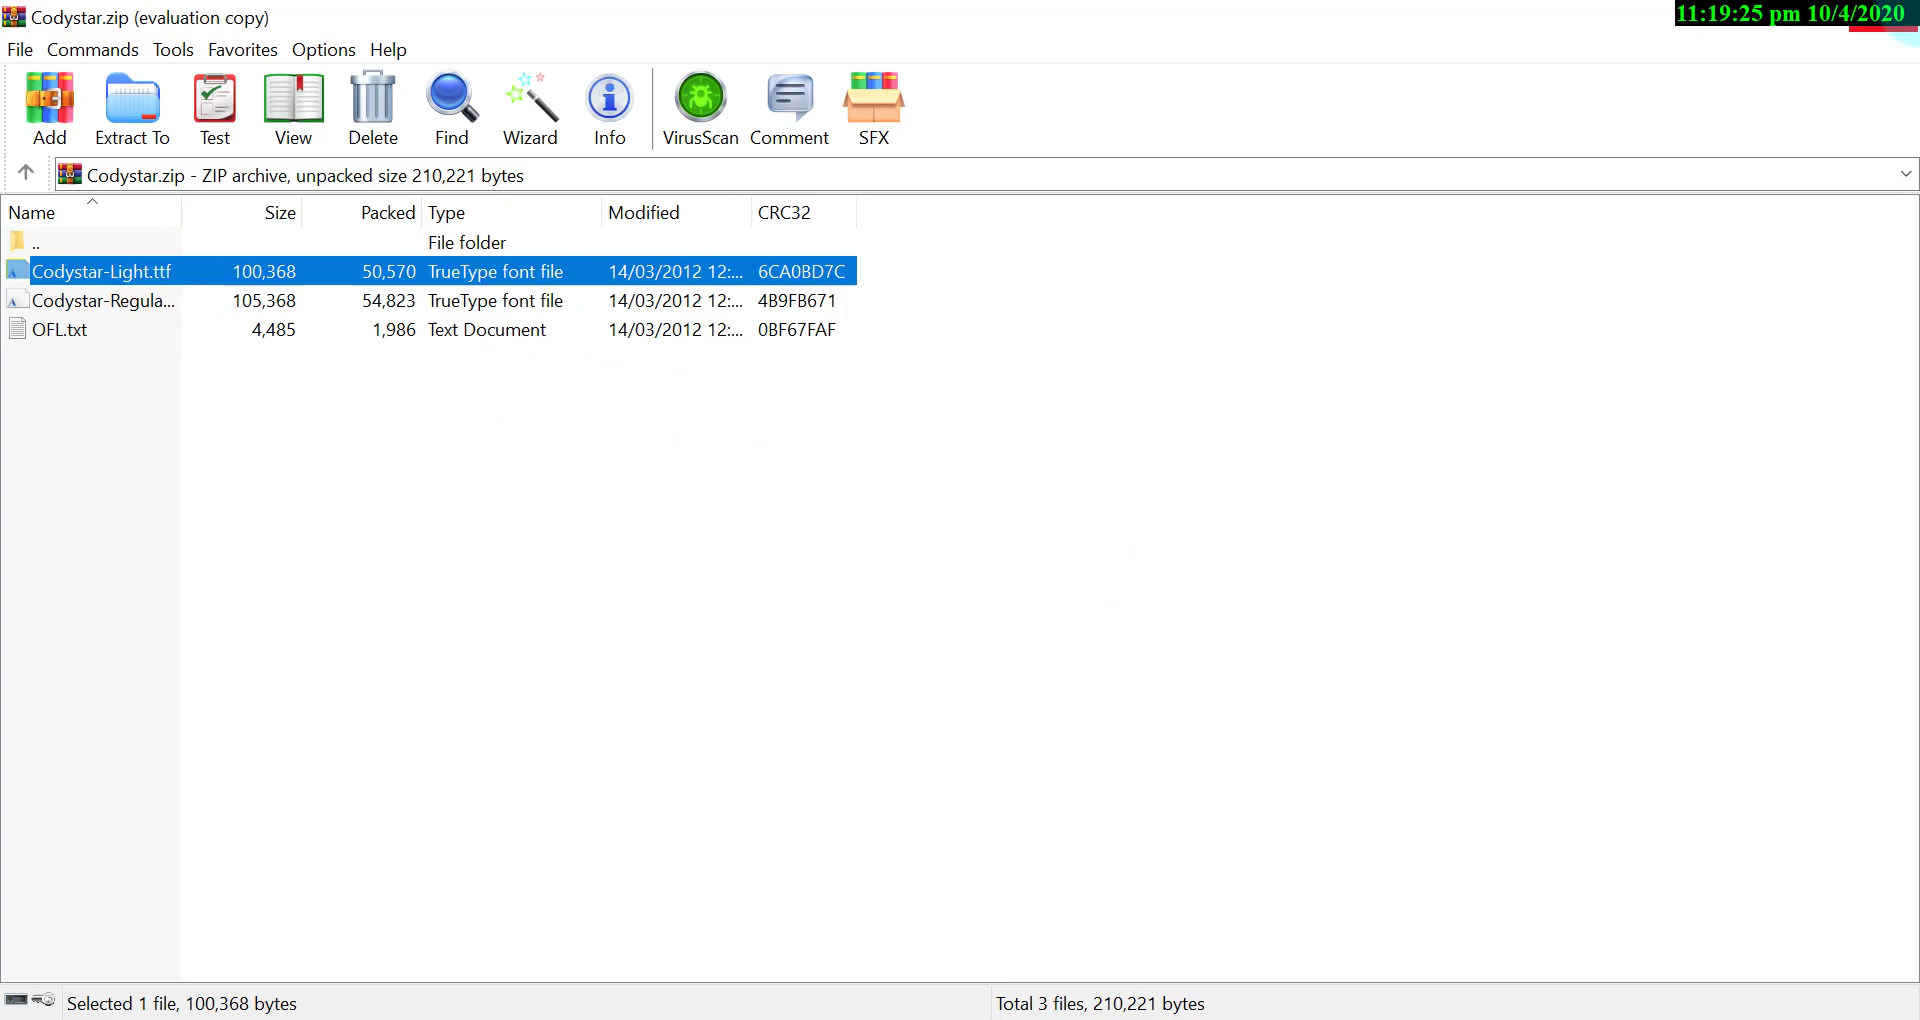 Codystar.zip (evaluation copy)
11:19:25 pm 10/4/2020
File Commands Tools Favorites Options Help
Add Extract To Test View Delete Find Wizard Info VirusScan Comment SFX
Codystar.zip - ZIP archive, unpacked size 210,221 bytes
Name Size Packed Type Modified CRC32
.. File folder
Codystar-Light.ttf 100,368 50,570 TrueType font file 14/03/2012 12:... 6CA0BD7C
Codystar-Regula... 105,368 54,823 TrueType font file 14/03/2012 12:... 4B9FB671
OFL.txt 4,485 1,986 Text Document 14/03/2012 12:... 0BF67FAF
Selected 1 file, 100,368 bytes
Total 3 files, 210,221 bytes